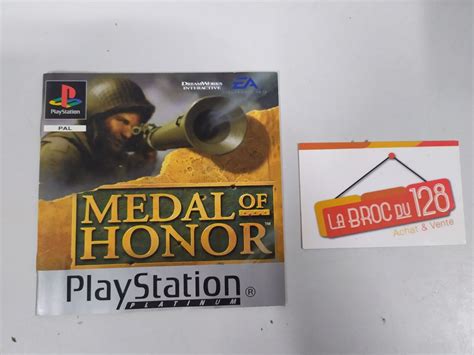 PlayStation
PAL
DREAMWORKS
INTERACTIVE
EA
MEDAL OF
HONOR
PlayStation®
PLATINUM
LA BROC DU 128
Achat & Vente